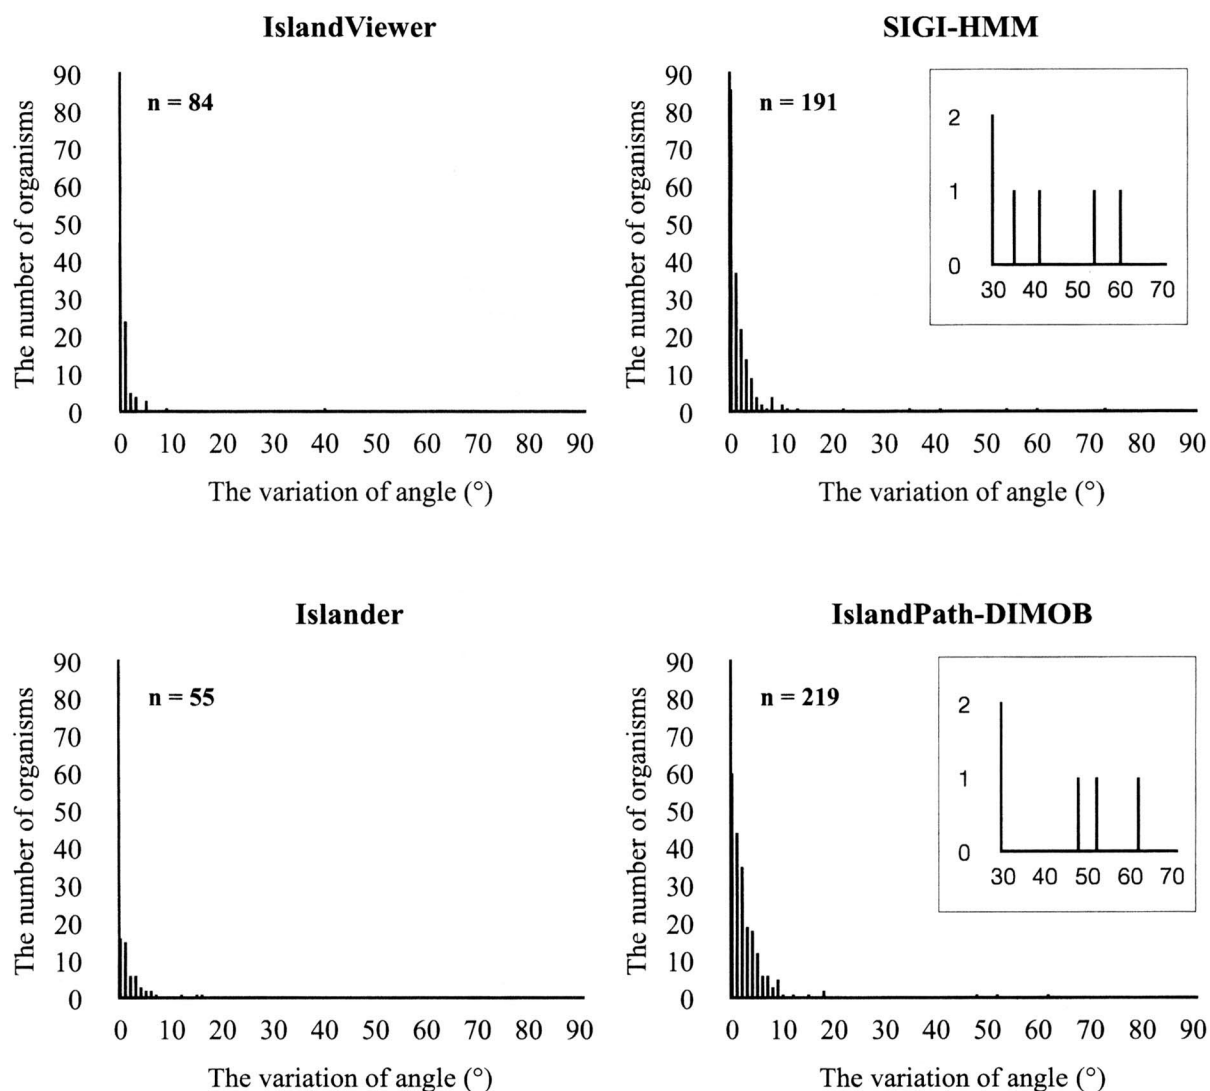 IslandViewer
The number of organisms
90
80
70
60
50
40
30
20
10
0
n = 84
0 10 20 30 40 50 60 70 80 90
The variation of angle (°)
SIGI-HMM
The number of organisms
90
80
70
60
50
40
30
20
10
0
n = 191
2
1
0
30 40 50 60 70
0 10 20 30 40 50 60 70 80 90
The variation of angle (°)
Islander
The number of organisms
90
80
70
60
50
40
30
20
10
0
n = 55
0 10 20 30 40 50 60 70 80 90
The variation of angle (°)
IslandPath-DIMOB
The number of organisms
90
80
70
60
50
40
30
20
10
0
n = 219
2
1
0
30 40 50 60 70
0 10 20 30 40 50 60 70 80 90
The variation of angle (°)